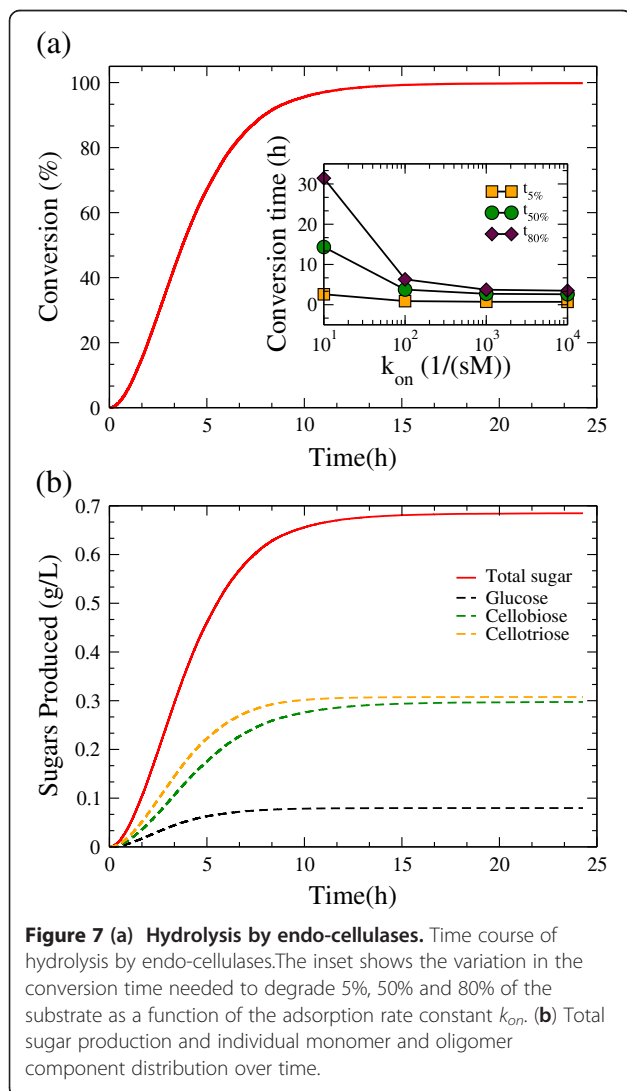 (a)
100
80
60
40
20
0
Conversion (%)
0 5 10 15 20 25
Time(h)
Conversion time (h)
30
20
10
0
t5%
t50%
t80%
10^1 10^2 10^3 10^4
k_on (1/(sM))
(b)
0.7
0.6
0.5
0.4
0.3
0.2
0.1
0
Sugars Produced (g/L)
Total sugar
Glucose
Cellobiose
Cellotriose
0 5 10 15 20 25
Time(h)
Figure 7 (a) Hydrolysis by endo-cellulases. Time course of
hydrolysis by endo-cellulases.The inset shows the variation in the
conversion time needed to degrade 5%, 50% and 80% of the
substrate as a function of the adsorption rate constant k_on. (b) Total
sugar production and individual monomer and oligomer
component distribution over time.